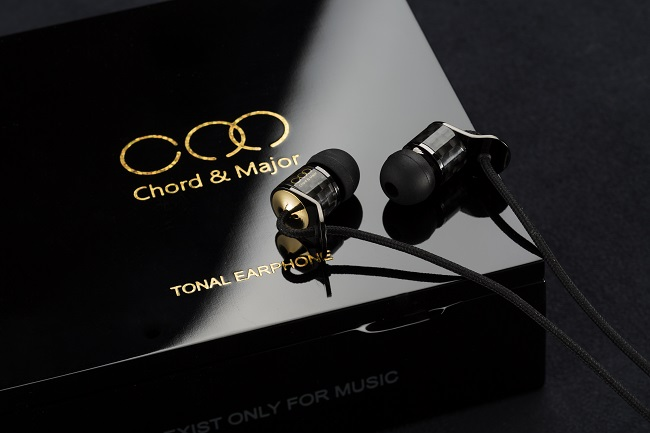 Chord & Major
TONAL EARPHONE
EXIST ONLY FOR MUSIC